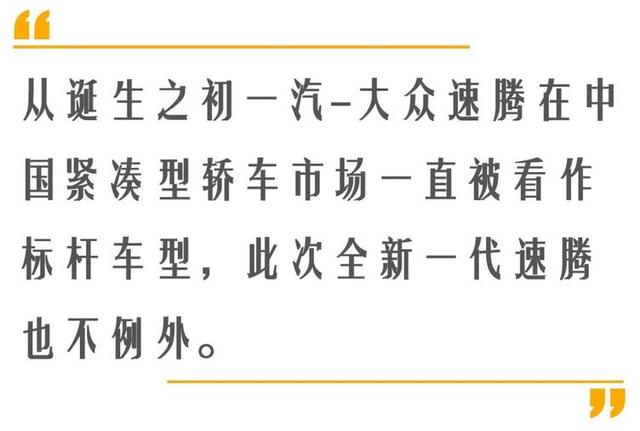 从诞生之初一汽-大众速腾在中
国紧凑型轿车市场一直被看作
标杆车型，此次全新一代速腾
也不例外。